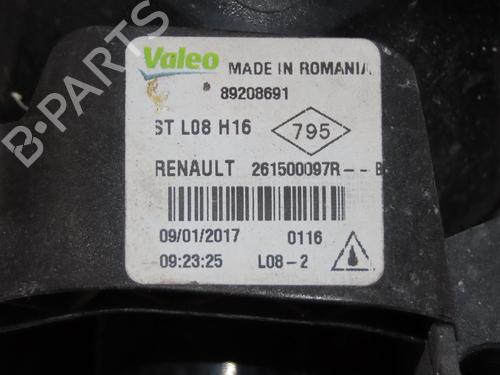 Valeo MADE IN ROMANIA
89208691
ST L08 H16 795
RENAULT 261500097R--B
09/01/2017 0116
09:23:25 L08-2